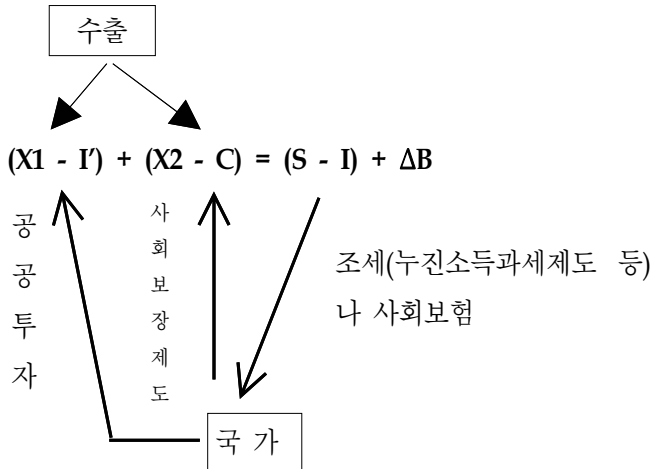 수출
(X1 - I′) + (X2 - C) = (S - I) + ΔB
공공투자
사회보장제도
조세(누진소득과세제도 등)
나 사회보험
국 가